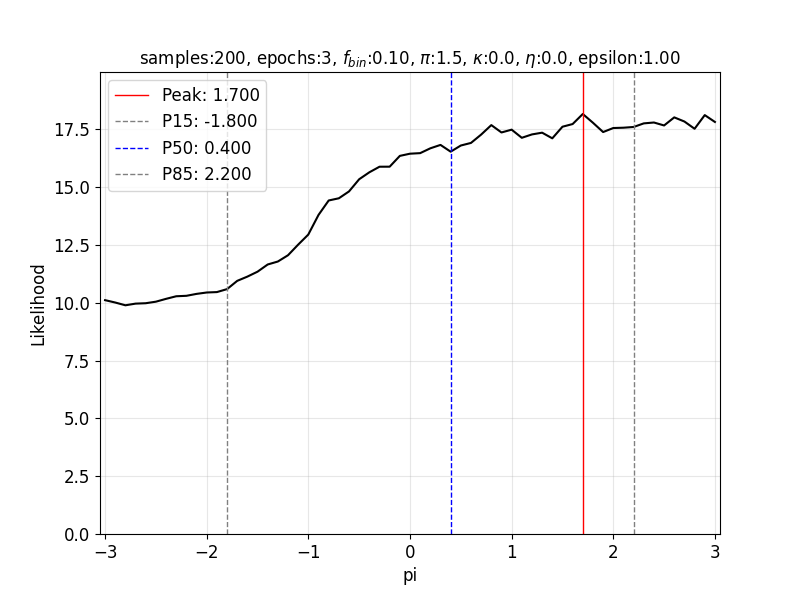 samples:200, epochs:3, f_bin:0.10, π:1.5, κ:0.0, η:0.0, epsilon:1.00
Peak: 1.700
P15: -1.800
P50: 0.400
P85: 2.200
Likelihood
17.5
15.0
12.5
10.0
7.5
5.0
2.5
0.0
−3 −2 −1 0 1 2 3
pi